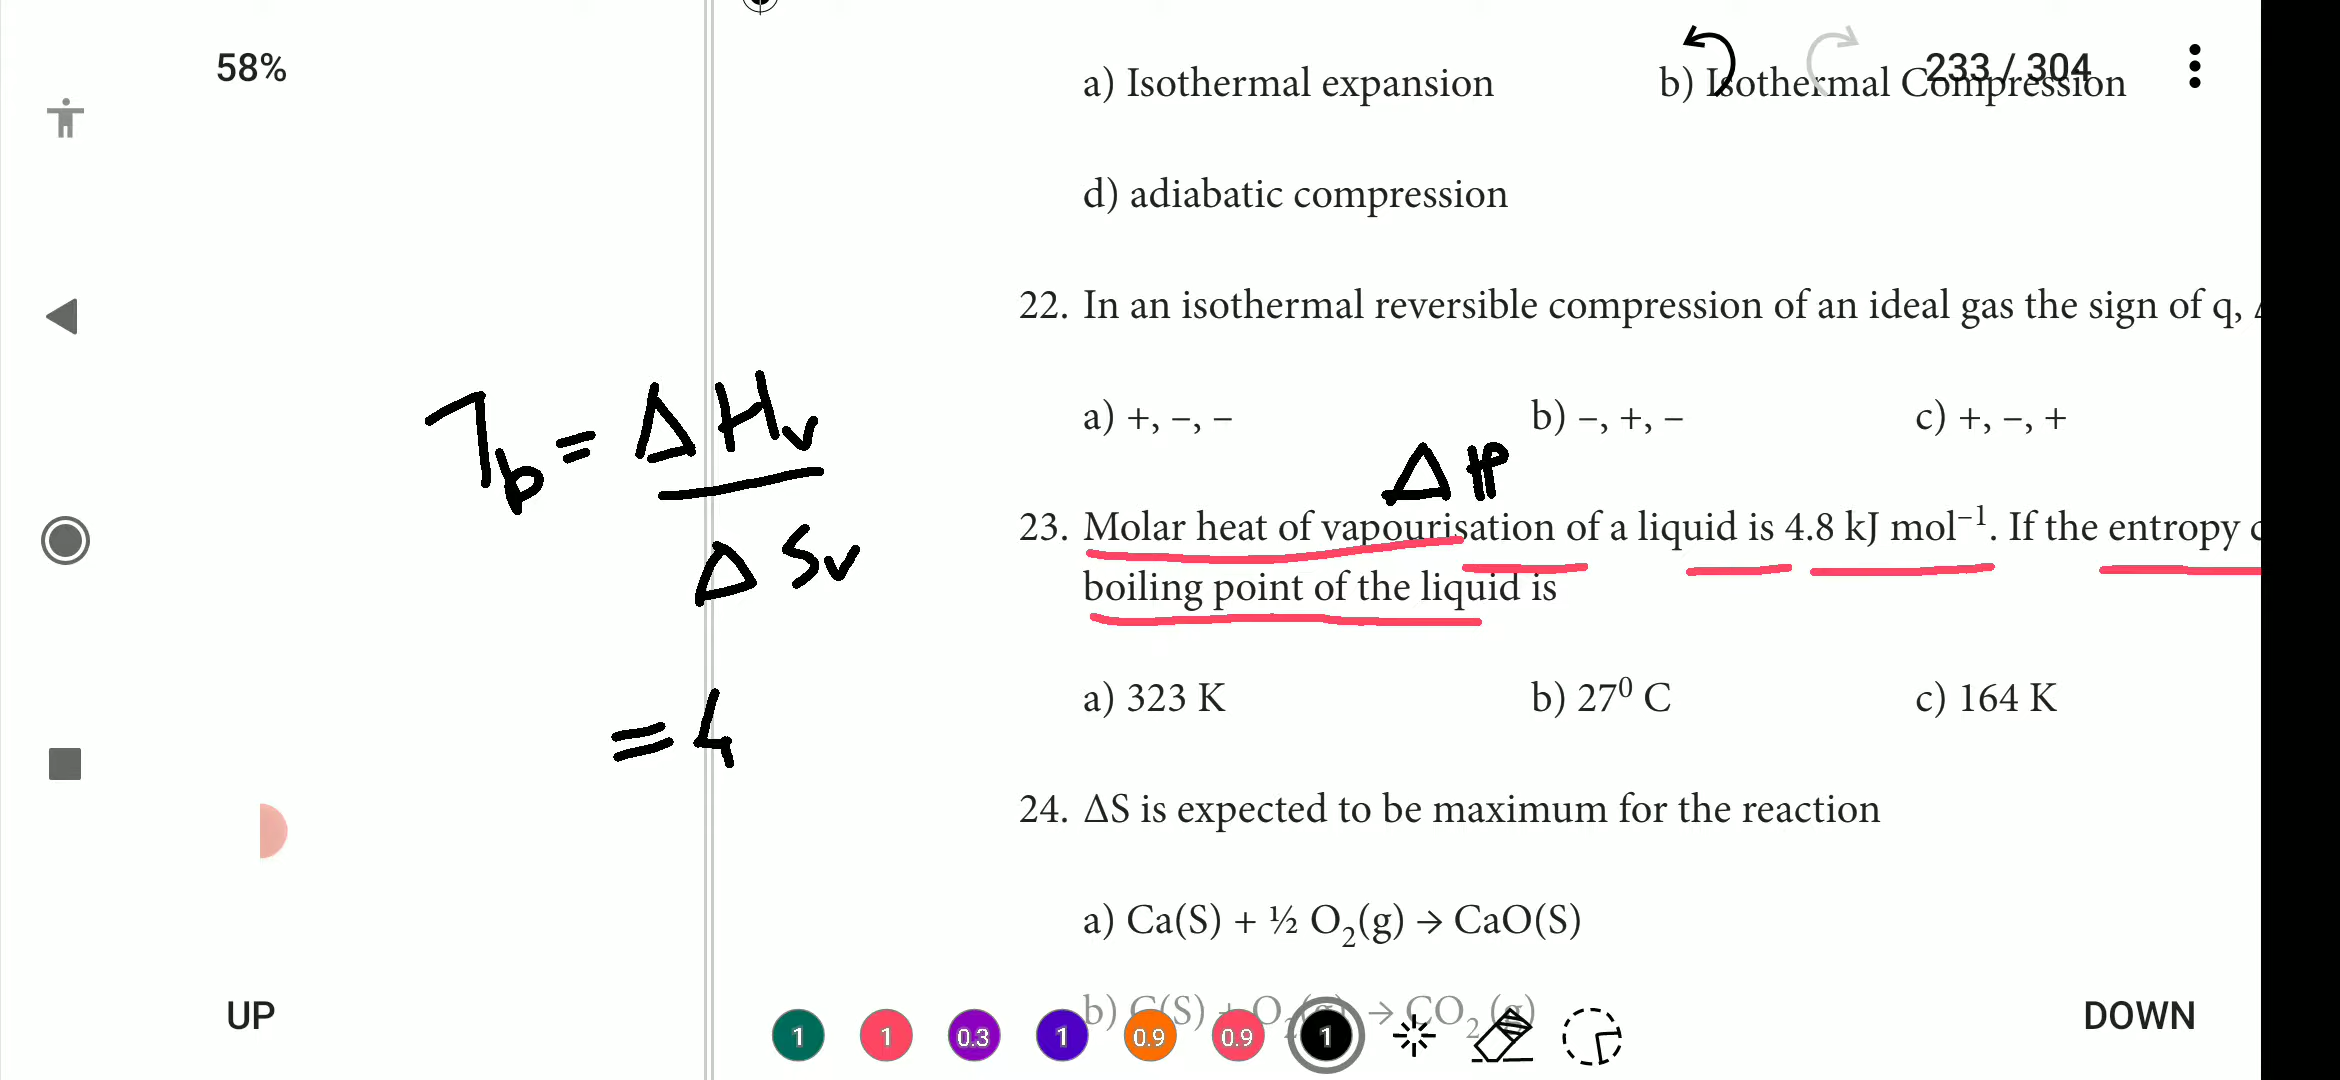 58%
233 / 304
a) Isothermal expansion b) Isothermal Compression
d) adiabatic compression
22. In an isothermal reversible compression of an ideal gas the sign of q,
a) +, –, – b) –, +, – c) +, –, +
ΔH
23. Molar heat of vapourisation of a liquid is 4.8 kJ mol⁻¹. If the entropy
boiling point of the liquid is
a) 323 K b) 27⁰ C c) 164 K
24. ΔS is expected to be maximum for the reaction
a) Ca(S) + ½ O₂(g) → CaO(S)
b) C(S) + O₂(g) → CO₂ (g)
T_b = ΔHv
ΔSv
= 4
UP
1 1 0.3 1 0.9 0.9 1
DOWN